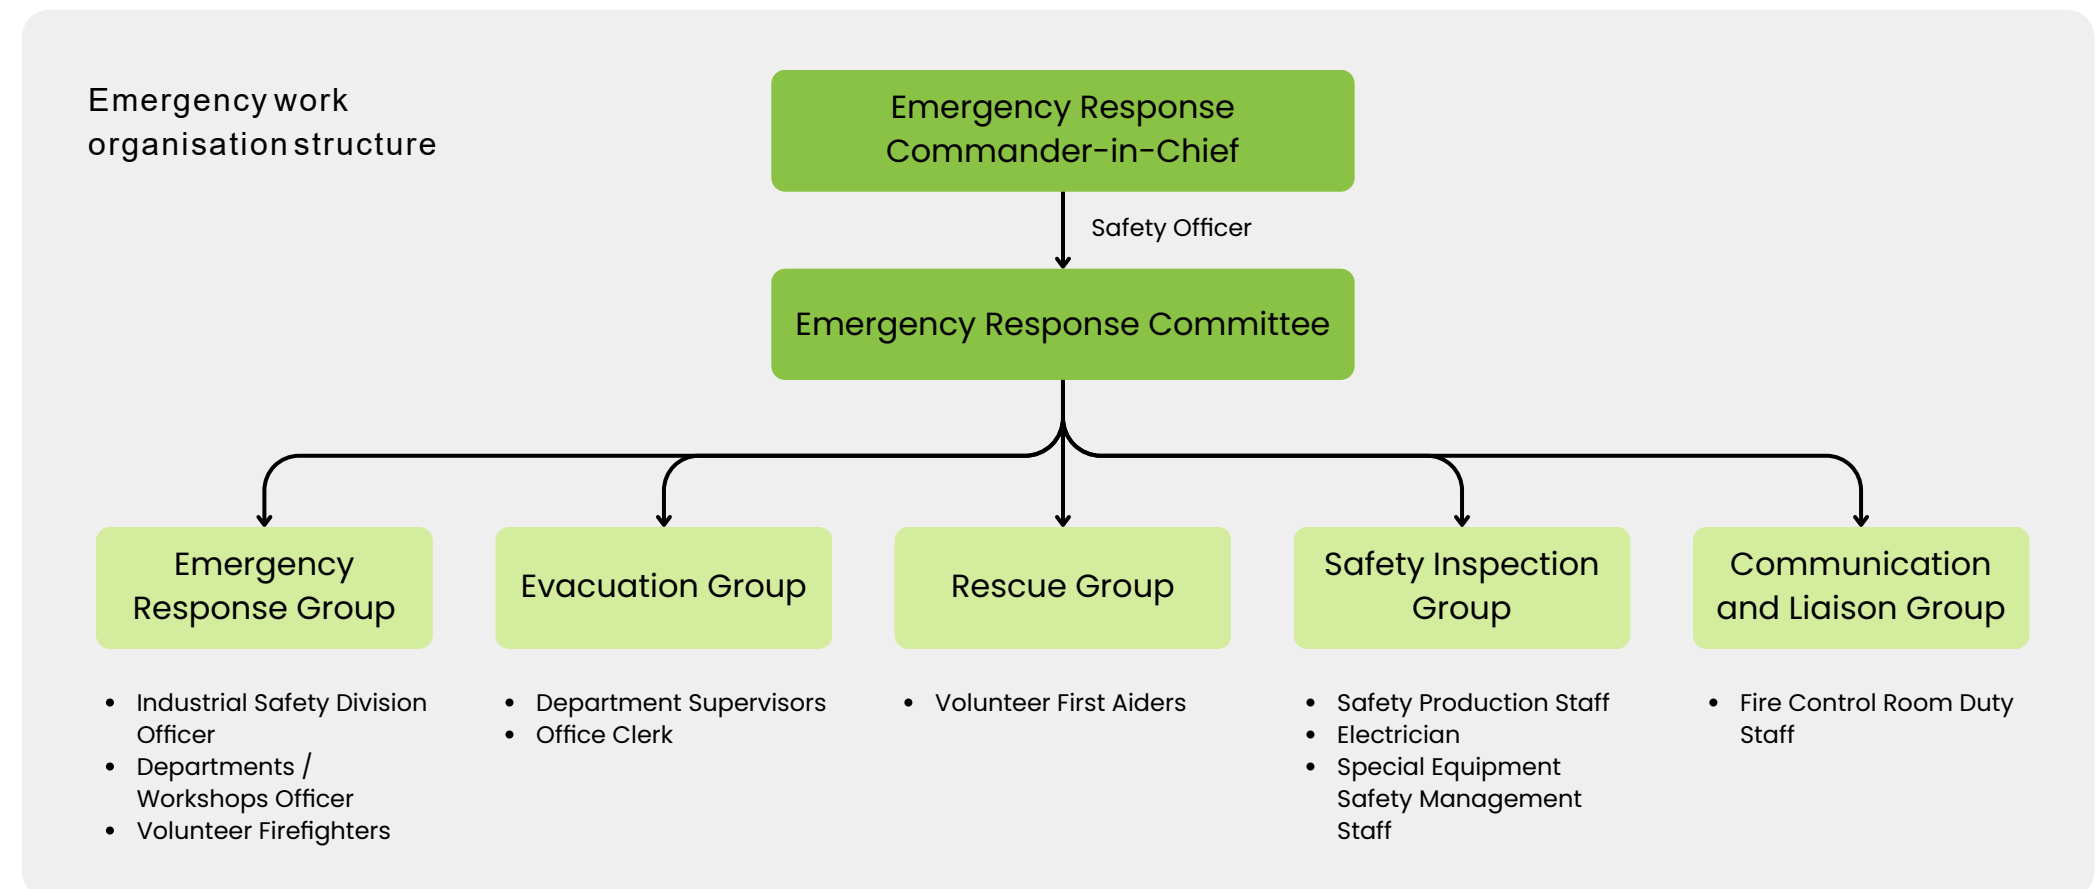 Emergency work
organisation structure
Emergency Response
Commander-in-Chief
Safety Officer
Emergency Response Committee
Emergency
Response Group
Evacuation Group
Rescue Group
Safety Inspection
Group
Communication
and Liaison Group
• Industrial Safety Division
Officer
• Departments /
Workshops Officer
• Volunteer Firefighters
• Department Supervisors
• Office Clerk
• Volunteer First Aiders
• Safety Production Staff
• Electrician
• Special Equipment
Safety Management
Staff
• Fire Control Room Duty
Staff